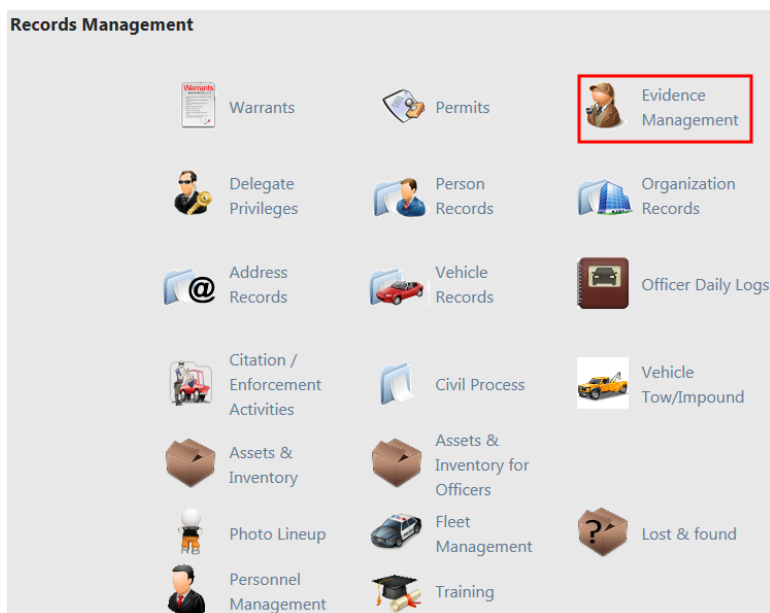 Records Management
Warrants
Warrants
Permits
Evidence
Management
Delegate
Privileges
Person
Records
Organization
Records
@
Address
Records
Vehicle
Records
Officer Daily Logs
Citation /
Enforcement
Activities
Civil Process
Vehicle
Tow/Impound
Assets &
Inventory
Assets &
Inventory for
Officers
Photo Lineup
Fleet
Management
?
Lost & found
Personnel
Management
Training